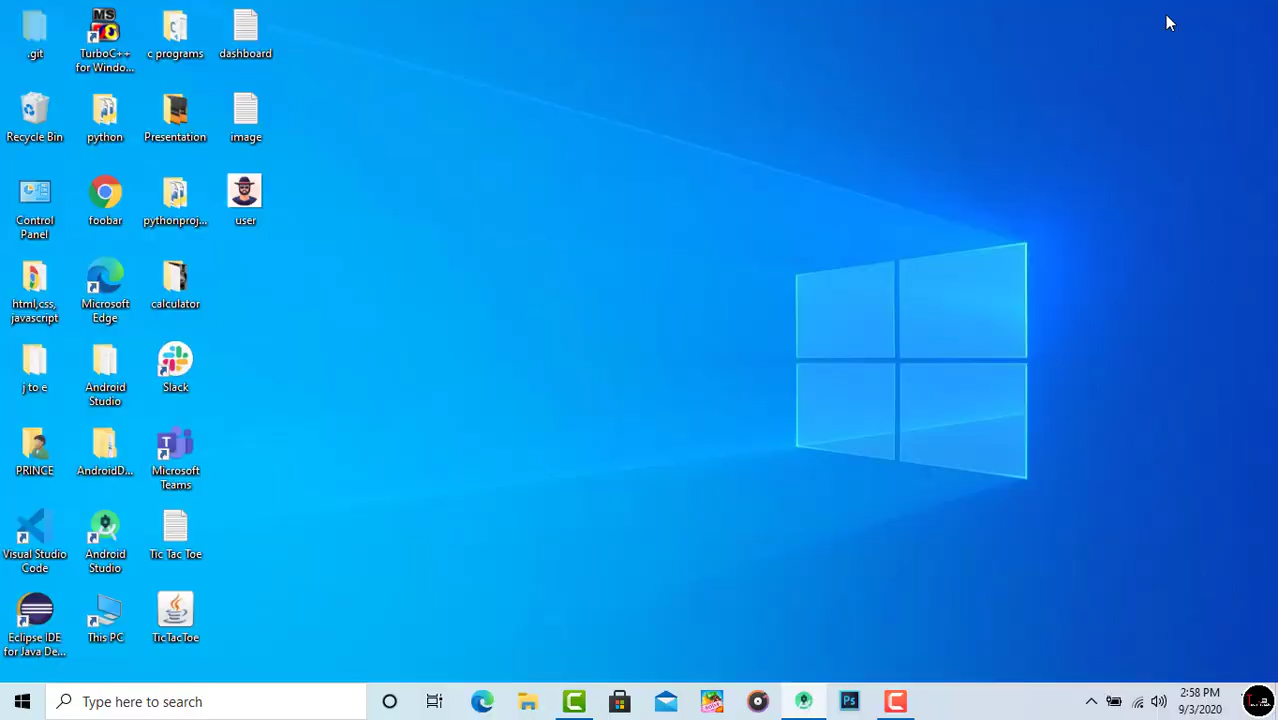 .git
MS
TurboC++
for Windo...
c programs
dashboard
Recycle Bin
python
Presentation
image
Control
Panel
foobar
pythonproj...
user
html,css,
javascript
Microsoft
Edge
calculator
j to e
Android
Studio
Slack
PRINCE
AndroidD...
T
Microsoft
Teams
Visual Studio
Code
Android
Studio
Tic Tac Toe
Eclipse IDE
for Java De...
This PC
TicTacToe
Type here to search
C
Ps
C
2:58 PM
9/3/2020